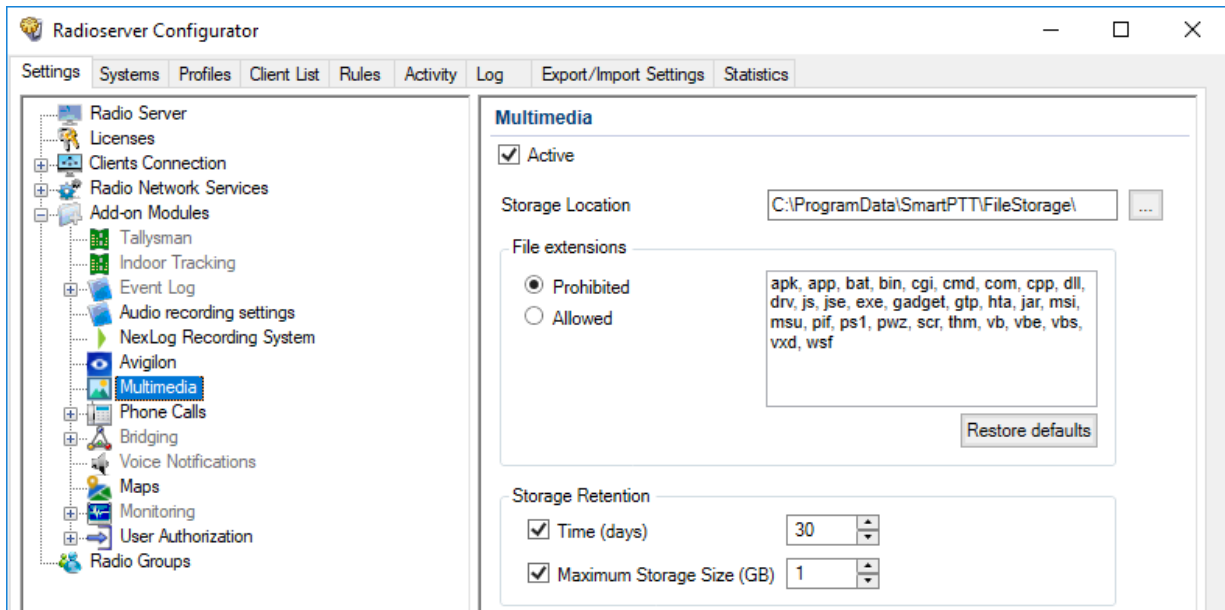 Radioserver Configurator
Settings Systems Profiles Client List Rules Activity Log Export/Import Settings Statistics
Radio Server
Licenses
Clients Connection
Radio Network Services
Add-on Modules
Tallysman
Indoor Tracking
Event Log
Audio recording settings
NexLog Recording System
Avigilon
Multimedia
Phone Calls
Bridging
Voice Notifications
Maps
Monitoring
User Authorization
Radio Groups
Multimedia
Active
Storage Location C:\ProgramData\SmartPTT\FileStorage\ ...
File extensions
Prohibited
Allowed
apk, app, bat, bin, cgi, cmd, com, cpp, dll,
drv, js, jse, exe, gadget, gtp, hta, jar, msi,
msu, pif, ps1, pwz, scr, thm, vb, vbe, vbs,
vxd, wsf
Restore defaults
Storage Retention
Time (days) 30
Maximum Storage Size (GB) 1